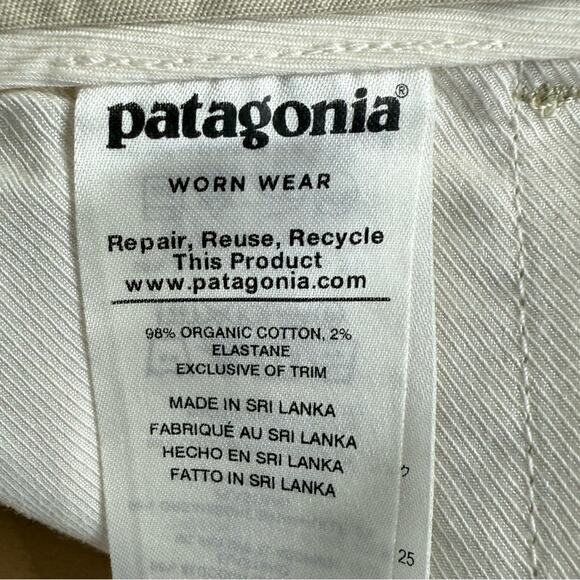 patagonia®
WORN WEAR
Repair, Reuse, Recycle
This Product
www.patagonia.com
98% ORGANIC COTTON, 2%
ELASTANE
EXCLUSIVE OF TRIM
MADE IN SRI LANKA
FABRIQUÉ AU SRI LANKA
HECHO EN SRI LANKA
FATTO IN SRI LANKA
25